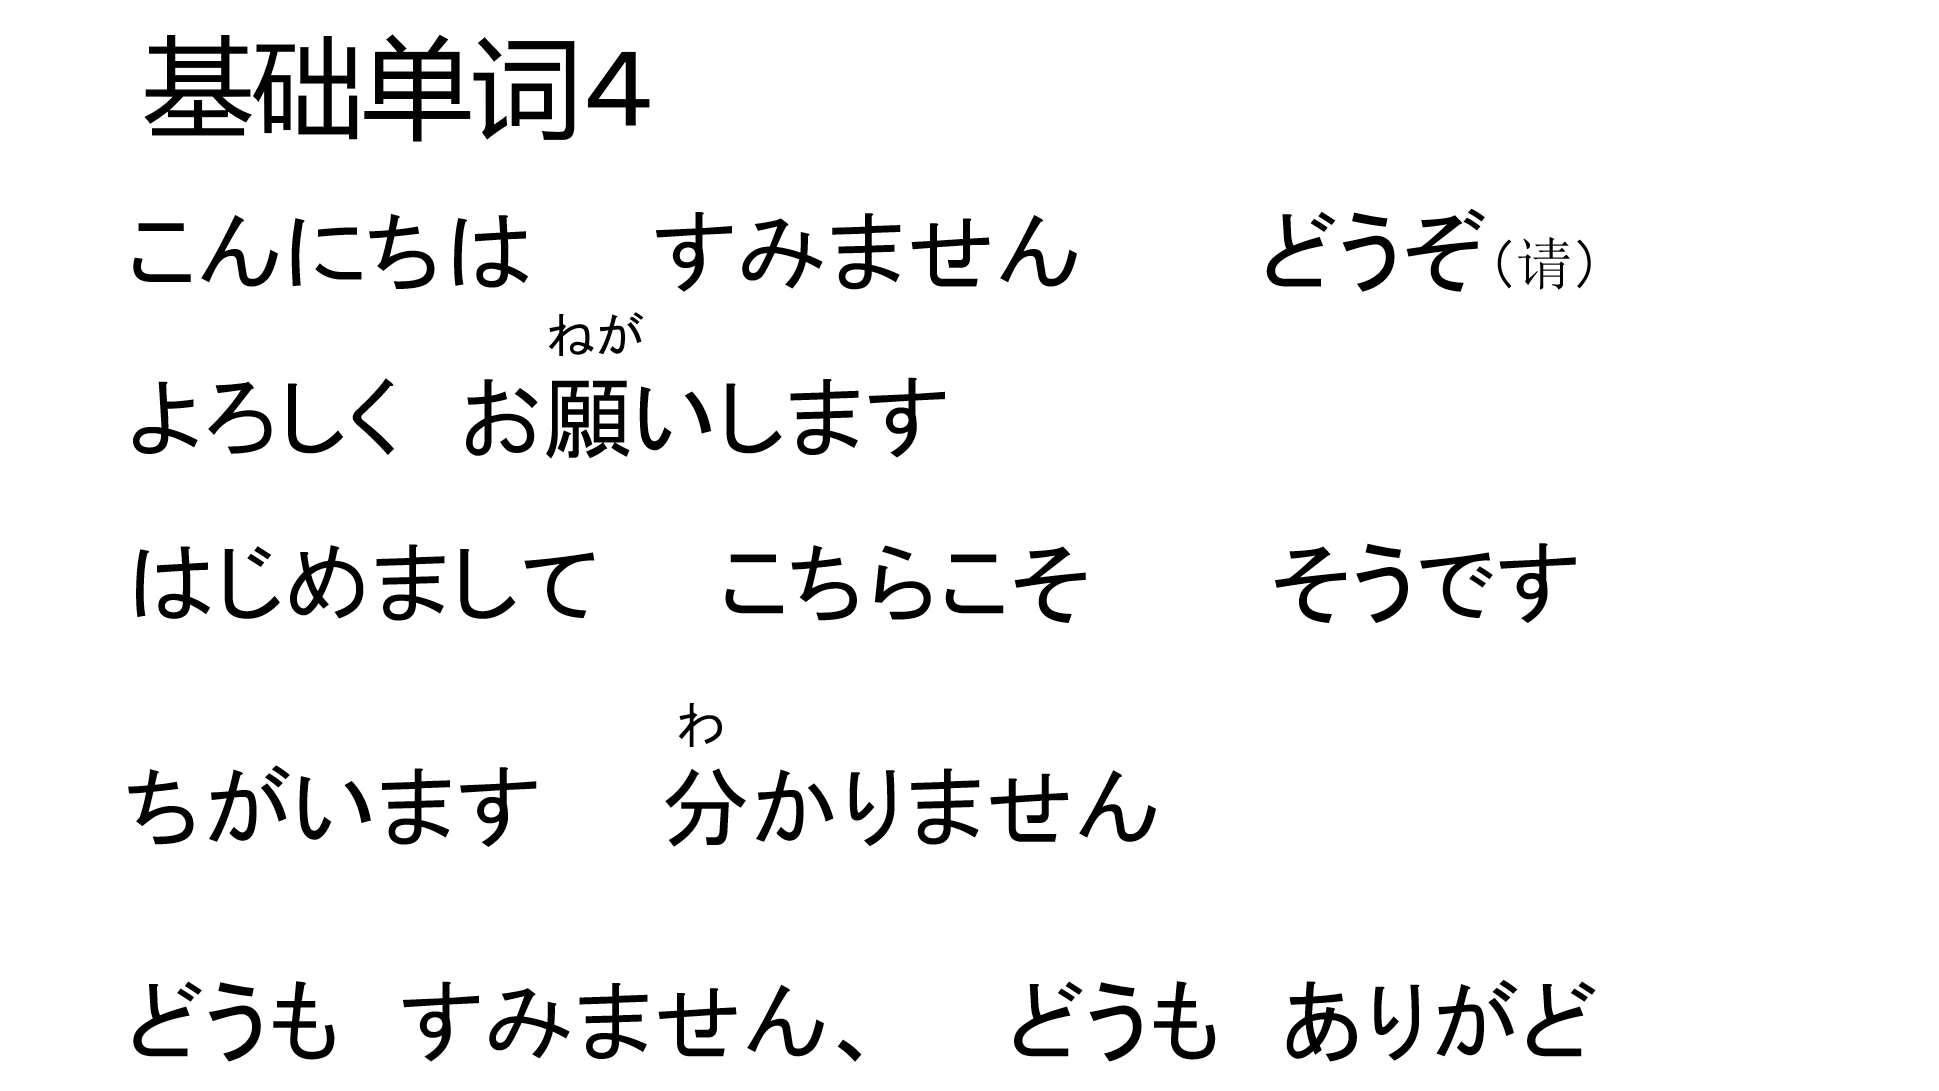 基础单词4
こんにちは　すみません　どうぞ（请）
ねが
よろしく　お願いします
はじめまして　こちらこそ　そうです
わ
ちがいます　分かりません
どうも　すみません、　どうも　ありがど